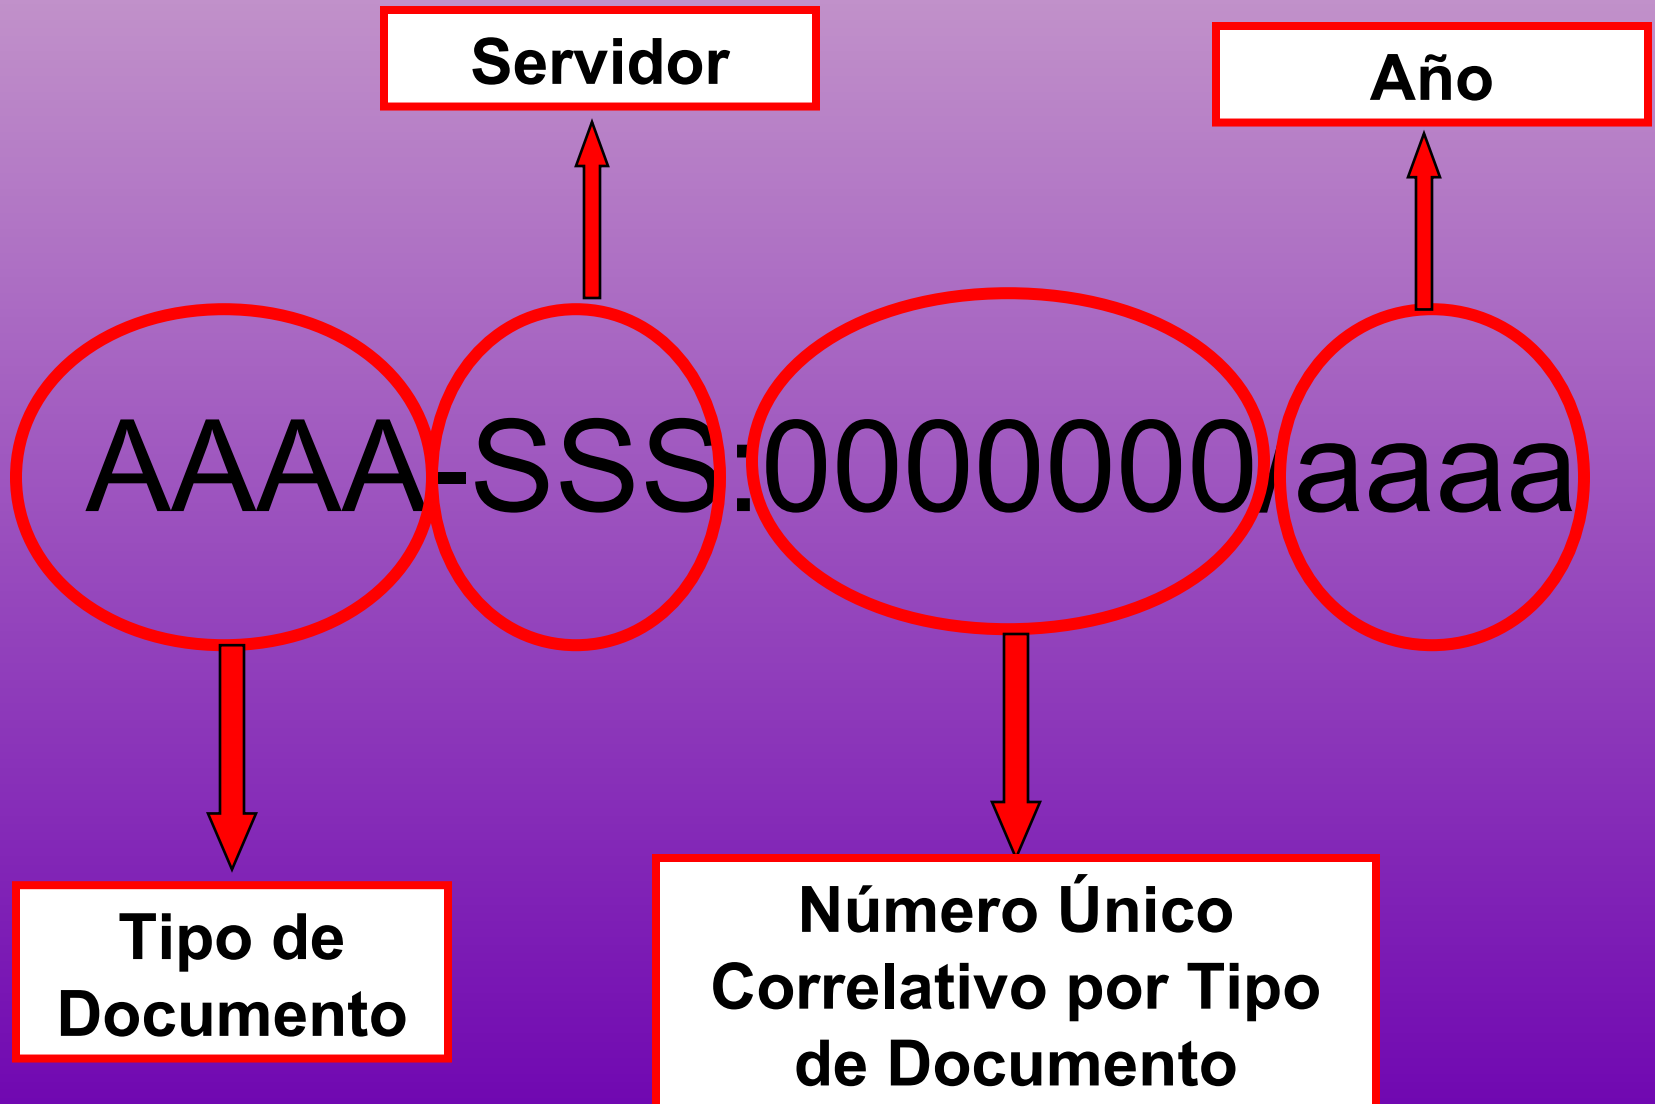 Servidor
Año
AAAA-SSS:0000000/aaaa
Tipo de
Documento
Número Único
Correlativo por Tipo
de Documento